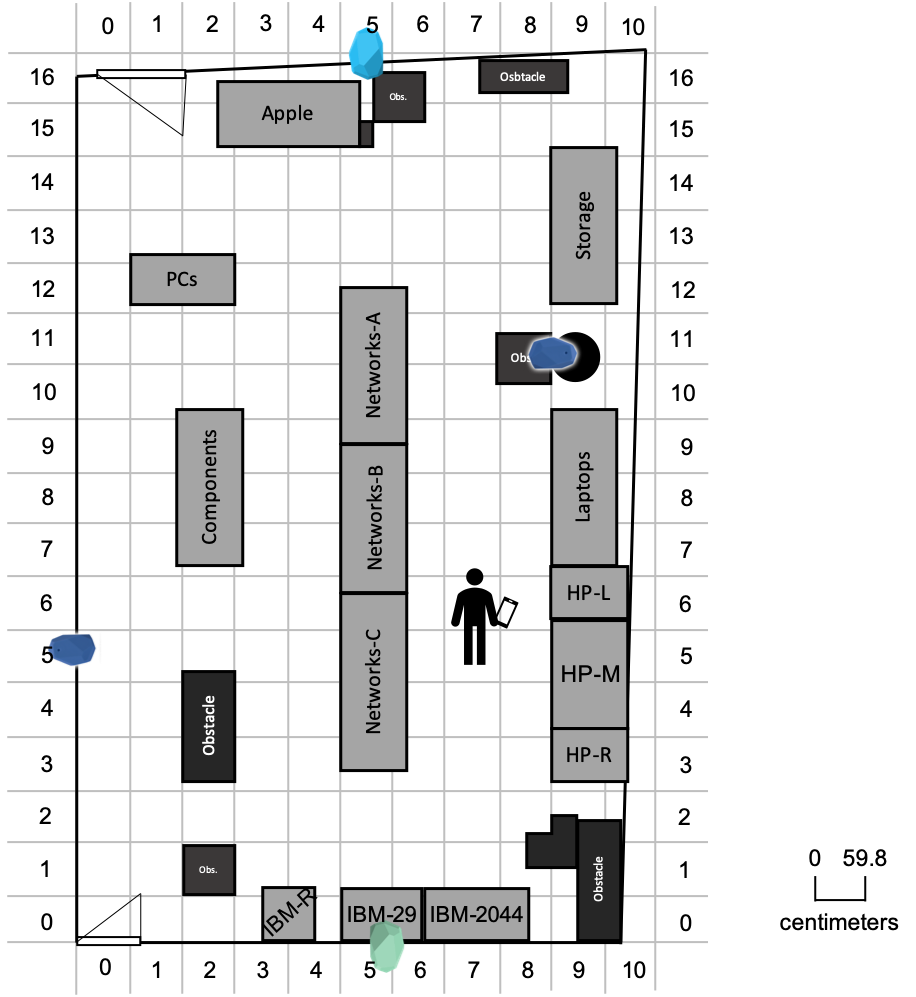 0 1 2 3 4 5 6 7 8 9 10
16 Osbtacle 16
Obs.
Apple
15 15
14 14
Storage
13 13
PCs
12 12
Networks-A
11 Obs 11
10 10
9 9
Components
Networks-B
Laptops
8 8
7 7
HP-L
6 6
Networks-C
5 HP-M 5
Obstacle
4 4
HP-R
3 3
2 2
0 59.8
Obs.
1 1
Obstacle
IBM-R
IBM-29 IBM-2044
0 0
centimeters
0 1 2 3 4 5 6 7 8 9 10